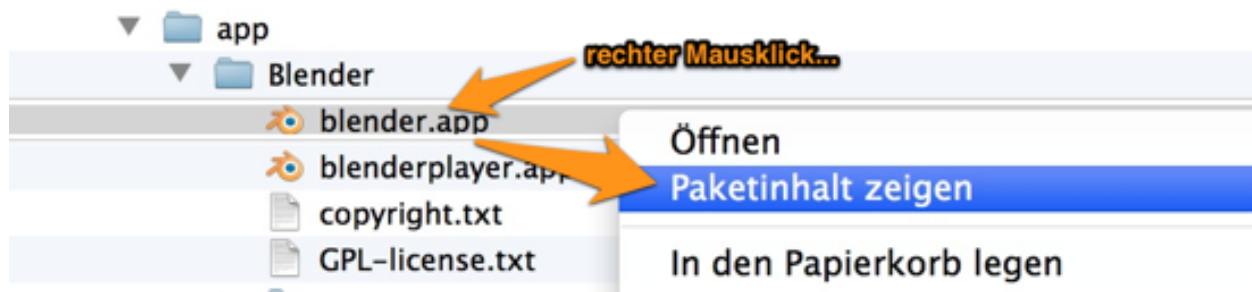 app
rechter Mausklick...
Blender
blender.app
Öffnen
blenderplayer.app
Paketinhalt zeigen
copyright.txt
GPL-license.txt
In den Papierkorb legen